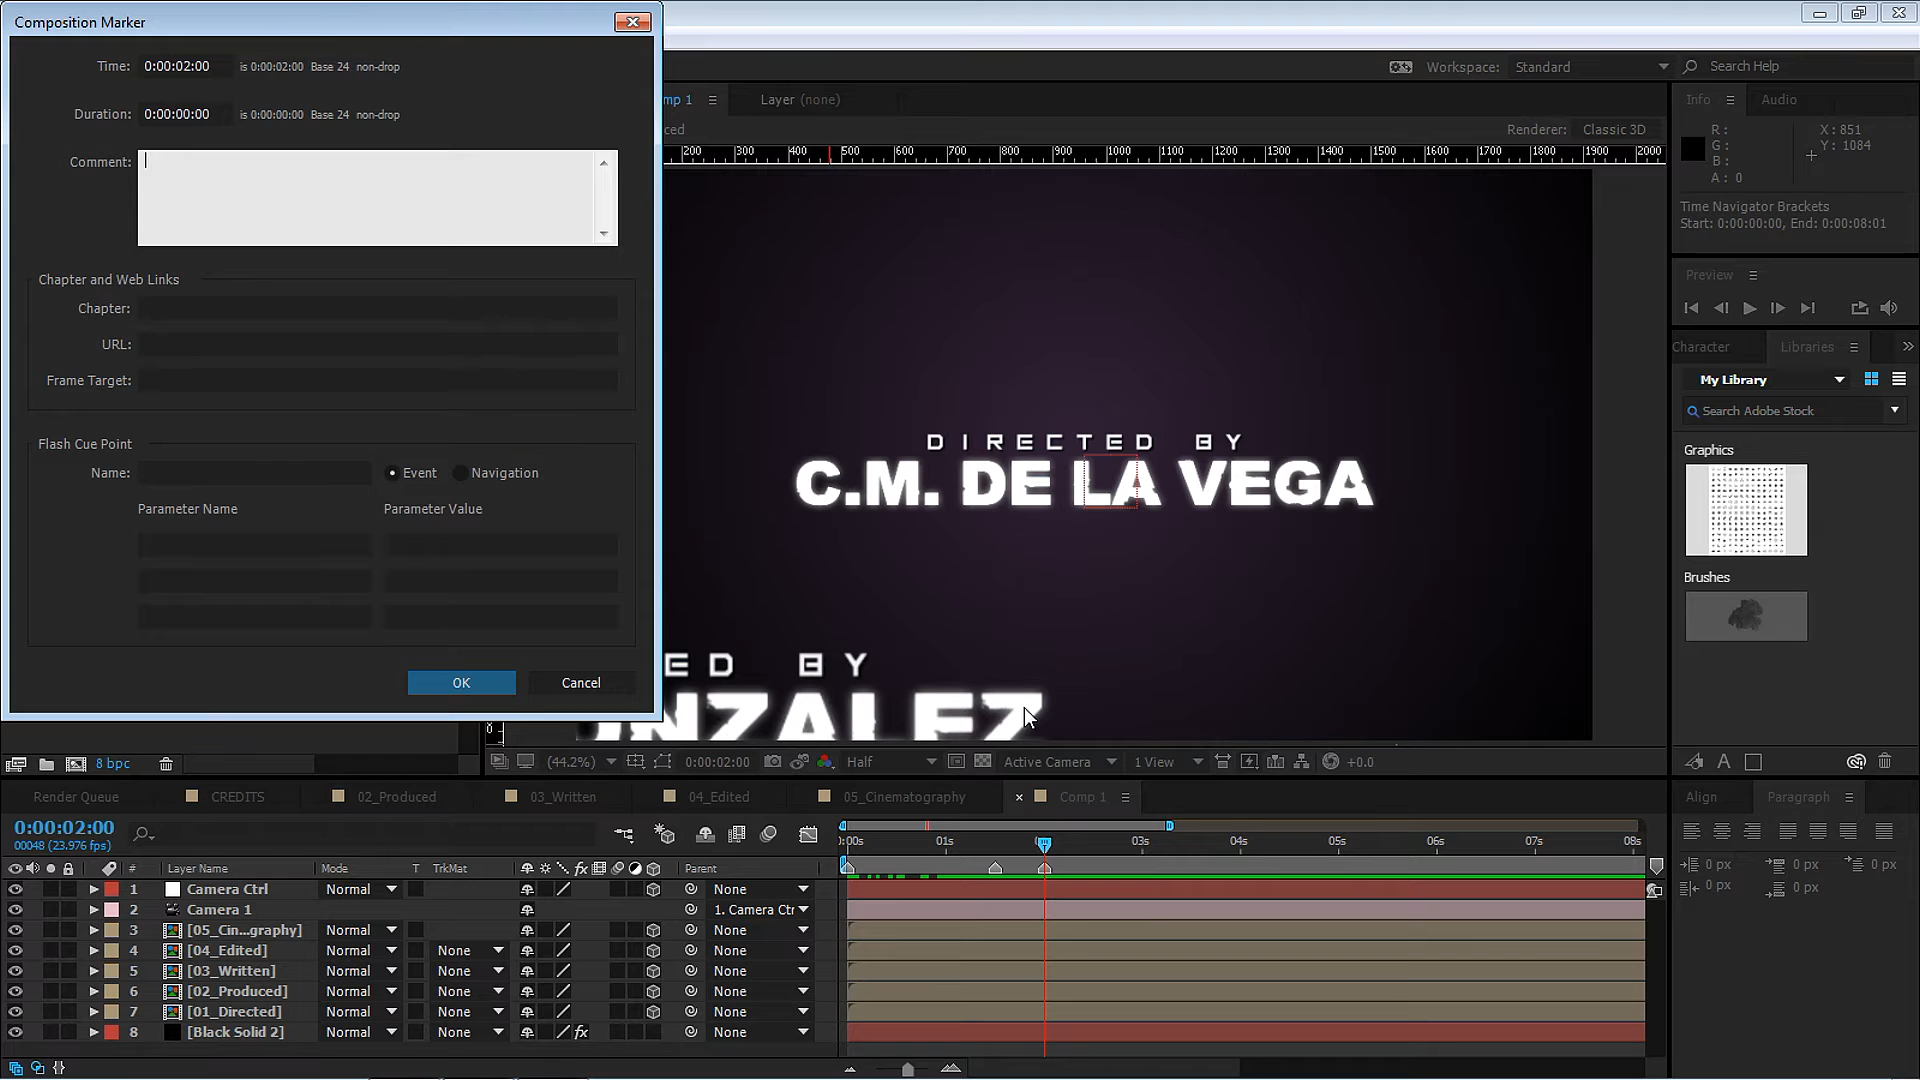 Composition Marker
Time: 0:00:02:00 is 0:00:02:00 Base 24 non-drop
Duration: 0:00:00:00 is 0:00:00:00 Base 24 non-drop
Comment:
Chapter and Web Links
Chapter:
URL:
Frame Target:
Flash Cue Point
Name: Event Navigation
Parameter Name Parameter Value
OK Cancel
Workspace: Standard Search Help
mp 1 Layer (none)
ced Renderer: Classic 3D
200 300 400 500 600 700 800 900 1000 1100 1200 1300 1400 1500 1600 1700 1800 1900 2000
DIRECTED BY
C.M. DE LA VEGA
ED BY
ONZALEZ
Info Audio
R: X: 851
G: Y: 1084
B:
A: 0
Time Navigator Brackets
Start: 0:00:00:00, End: 0:00:08:01
Preview
Character Libraries
My Library
Search Adobe Stock
Graphics
Brushes
8 bpc
(44.2%) 0:00:02:00 Half Active Camera 1 View +0.0
Render Queue CREDITS 02_Produced 03_Written 04_Edited 05_Cinematography Comp 1
0:00:02:00
00048 (23.976 fps)
:00s 01s 03s 04s 05s 06s 07s 08s
# Layer Name Mode T TrkMat fx Parent
1 Camera Ctrl Normal None
2 Camera 1 1. Camera Ctr
3 [05_Cin...graphy] Normal None
4 [04_Edited] Normal None None
5 [03_Written] Normal None None
6 [02_Produced] Normal None None
7 [01_Directed] Normal None None
8 [Black Solid 2] Normal None fx None
Align Paragraph
0 px 0 px 0 px
0 px 0 px